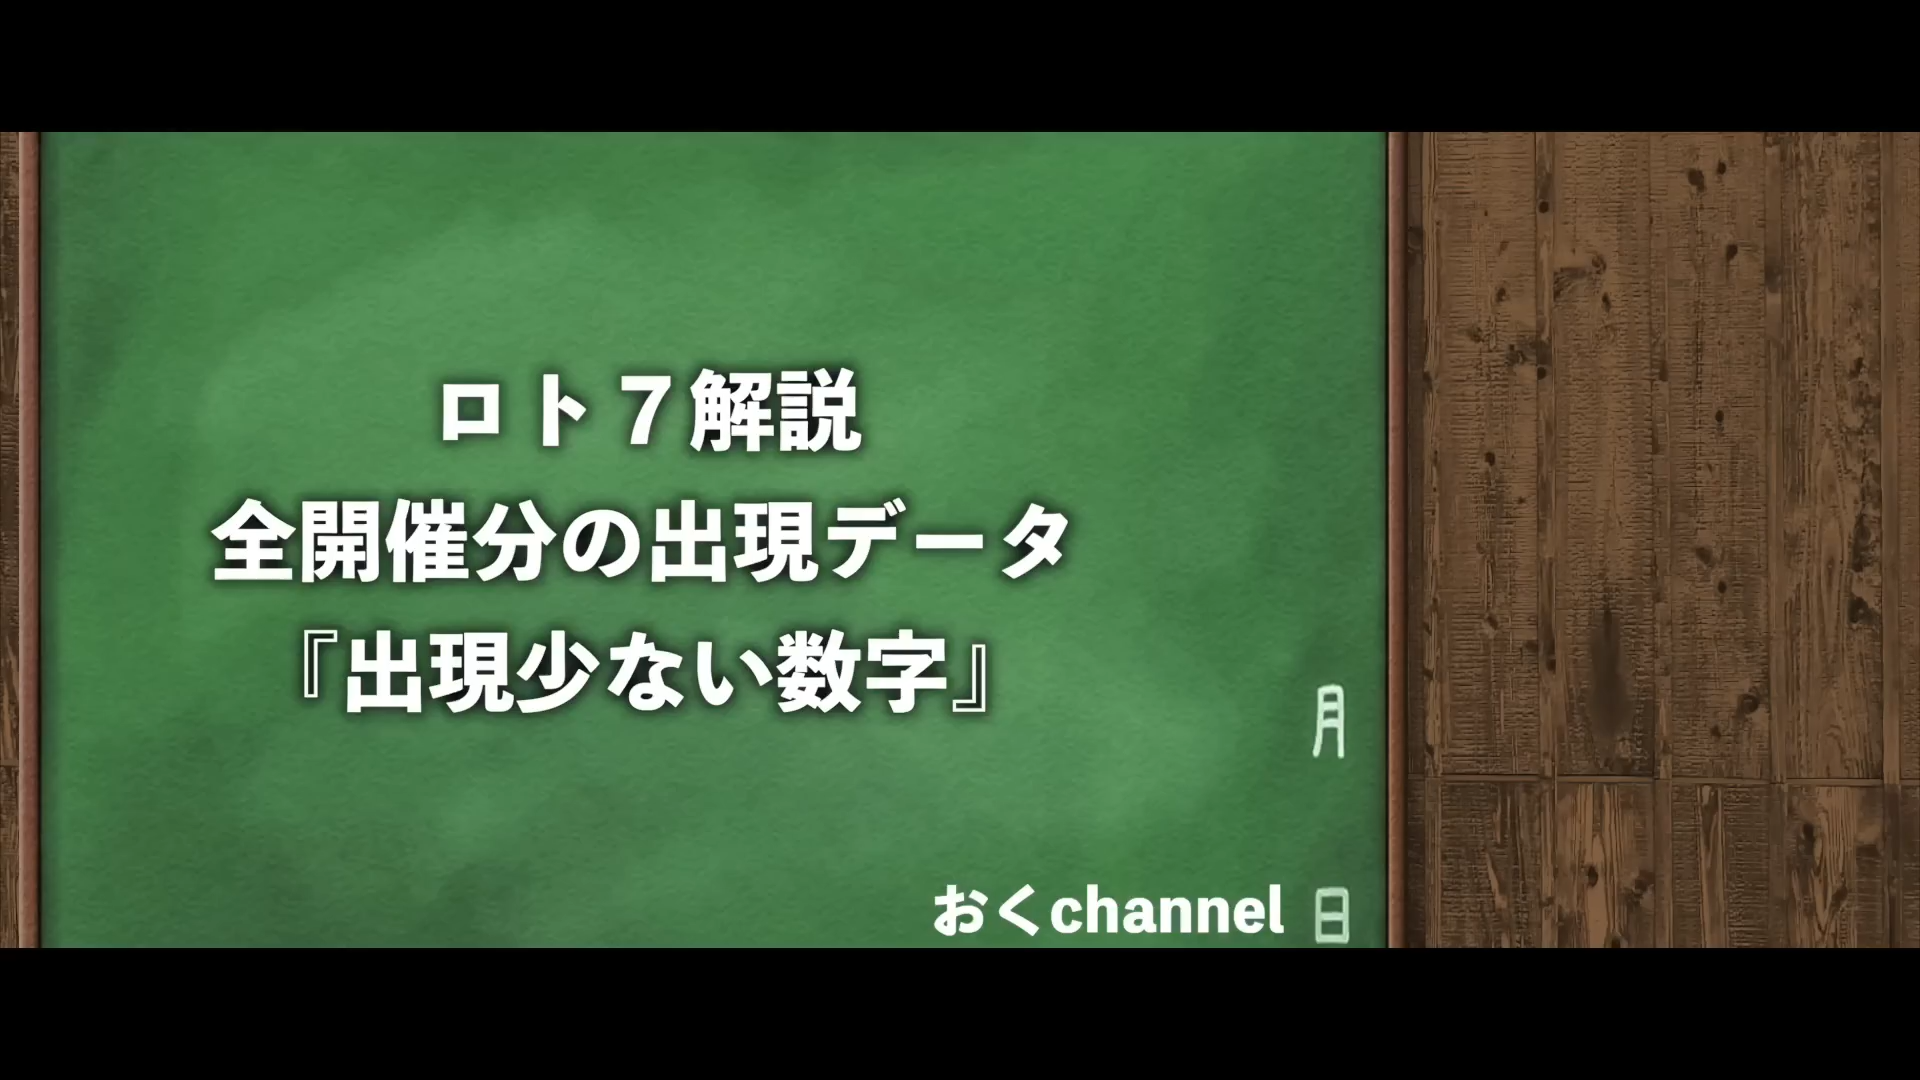 ロト７解説
全開催分の出現データ
『出現少ない数字』
月
おくchannel
日